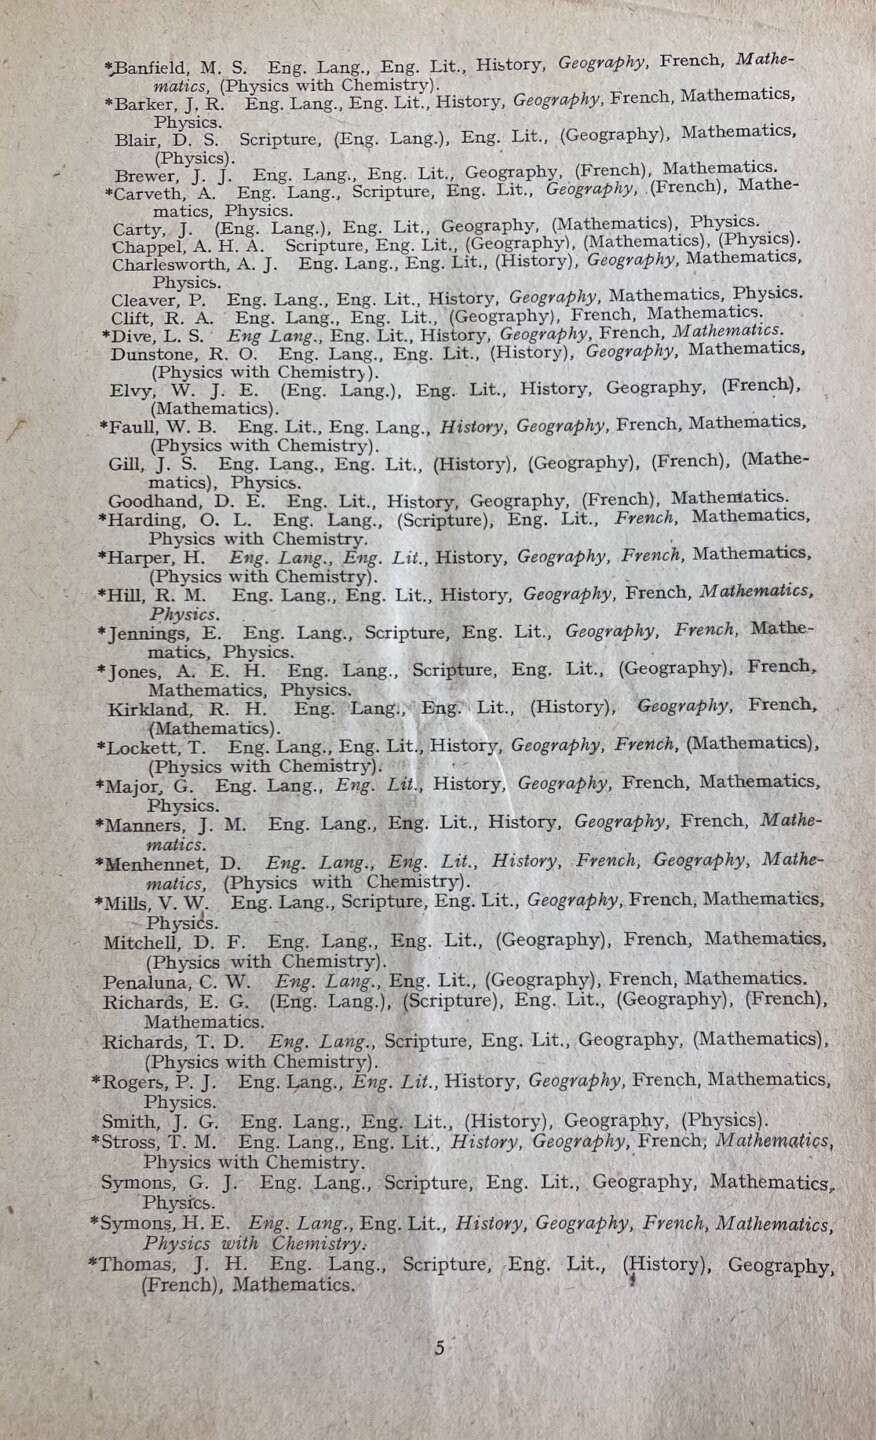 *Banfield, M. S. Eng. Lang., Eng. Lit., History, Geography, French, Mathe-
matics, (Physics with Chemistry).
*Barker, J. R. Eng. Lang., Eng. Lit., History, Geography, French, Mathematics,
Physics.
Blair, D. S. Scripture, (Eng. Lang.), Eng. Lit., (Geography), Mathematics,
(Physics).
Brewer, J. J. Eng. Lang., Eng. Lit., Geography, (French), Mathematics.
*Carveth, A. Eng. Lang., Scripture, Eng. Lit., Geography, (French), Mathe-
matics, Physics.
Carty, J. (Eng. Lang.), Eng. Lit., Geography, (Mathematics), Physics.
Chappel, A. H. A. Scripture, Eng. Lit., (Geography), (Mathematics), (Physics).
Charlesworth, A. J. Eng. Lang., Eng. Lit., (History), Geography, Mathematics,
Physics.
Cleaver, P. Eng. Lang., Eng. Lit., History, Geography, Mathematics, Physics.
Clift, R. A. Eng. Lang., Eng. Lit., (Geography), French, Mathematics.
*Dive, L. S. Eng Lang., Eng. Lit., History, Geography, French, Mathematics.
Dunstone, R. O. Eng. Lang., Eng. Lit., (History), Geography, Mathematics,
(Physics with Chemistry).
Elvy, W. J. E. (Eng. Lang.), Eng. Lit., History, Geography, (French),
(Mathematics).
*Faull, W. B. Eng. Lit., Eng. Lang., History, Geography, French, Mathematics,
(Physics with Chemistry).
Gill, J. S. Eng. Lang., Eng. Lit., (History), (Geography), (French), (Mathe-
matics), Physics.
Goodhand, D. E. Eng. Lit., History, Geography, (French), Mathematics.
*Harding, O. L. Eng. Lang., (Scripture), Eng. Lit., French, Mathematics,
Physics with Chemistry.
*Harper, H. Eng. Lang., Eng. Lit., History, Geography, French, Mathematics,
(Physics with Chemistry).
*Hill, R. M. Eng. Lang., Eng. Lit., History, Geography, French, Mathematics,
Physics.
*Jennings, E. Eng. Lang., Scripture, Eng. Lit., Geography, French, Mathe-
matics, Physics.
*Jones, A. E. H. Eng. Lang., Scripture, Eng. Lit., (Geography), French,
Mathematics, Physics.
Kirkland, R. H. Eng. Lang., Eng. Lit., (History), Geography, French,
(Mathematics).
*Lockett, T. Eng. Lang., Eng. Lit., History, Geography, French, (Mathematics),
(Physics with Chemistry).
*Major, G. Eng. Lang., Eng. Lit., History, Geography, French, Mathematics,
Physics.
*Manners, J. M. Eng. Lang., Eng. Lit., History, Geography, French, Mathe-
matics.
*Menhennet, D. Eng. Lang., Eng. Lit., History, French, Geography, Mathe-
matics, (Physics with Chemistry).
*Mills, V. W. Eng. Lang., Scripture, Eng. Lit., Geography, French, Mathematics,
Physics.
Mitchell, D. F. Eng. Lang., Eng. Lit., (Geography), French, Mathematics,
(Physics with Chemistry).
Penaluna, C. W. Eng. Lang., Eng. Lit., (Geography), French, Mathematics.
Richards, E. G. (Eng. Lang.), (Scripture), Eng. Lit., (Geography), (French),
Mathematics.
Richards, T. D. Eng. Lang., Scripture, Eng. Lit., Geography, (Mathematics),
(Physics with Chemistry).
*Rogers, P. J. Eng. Lang., Eng. Lit., History, Geography, French, Mathematics,
Physics.
Smith, J. G. Eng. Lang., Eng. Lit., (History), Geography, (Physics).
*Stross, T. M. Eng. Lang., Eng. Lit., History, Geography, French, Mathematics,
Physics with Chemistry.
Symons, G. J. Eng. Lang., Scripture, Eng. Lit., Geography, Mathematics,
Physics.
*Symons, H. E. Eng. Lang., Eng. Lit., History, Geography, French, Mathematics,
Physics with Chemistry.
*Thomas, J. H. Eng. Lang., Scripture, Eng. Lit., (History), Geography,
(French), Mathematics.
5